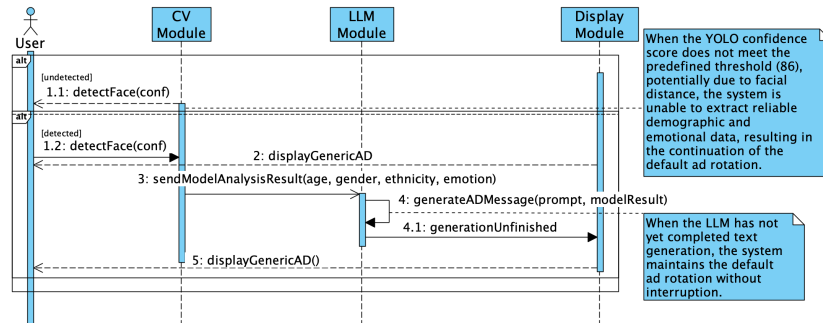 User
CV
Module
LLM
Module
Display
Module
alt
[undetected]
1.1: detectFace(conf)
alt
[detected]
1.2: detectFace(conf)
2: displayGenericAD
3: sendModelAnalysisResult(age, gender, ethnicity, emotion)
4: generateADMessage(prompt, modelResult)
4.1: generationUnfinished
5: displayGenericAD()
When the YOLO confidence
score does not meet the
predefined threshold (86),
potentially due to facial
distance, the system is
unable to extract reliable
demographic and
emotional data, resulting in
the continuation of the
default ad rotation.
When the LLM has not
yet completed text
generation, the system
maintains the default
ad rotation without
interruption.